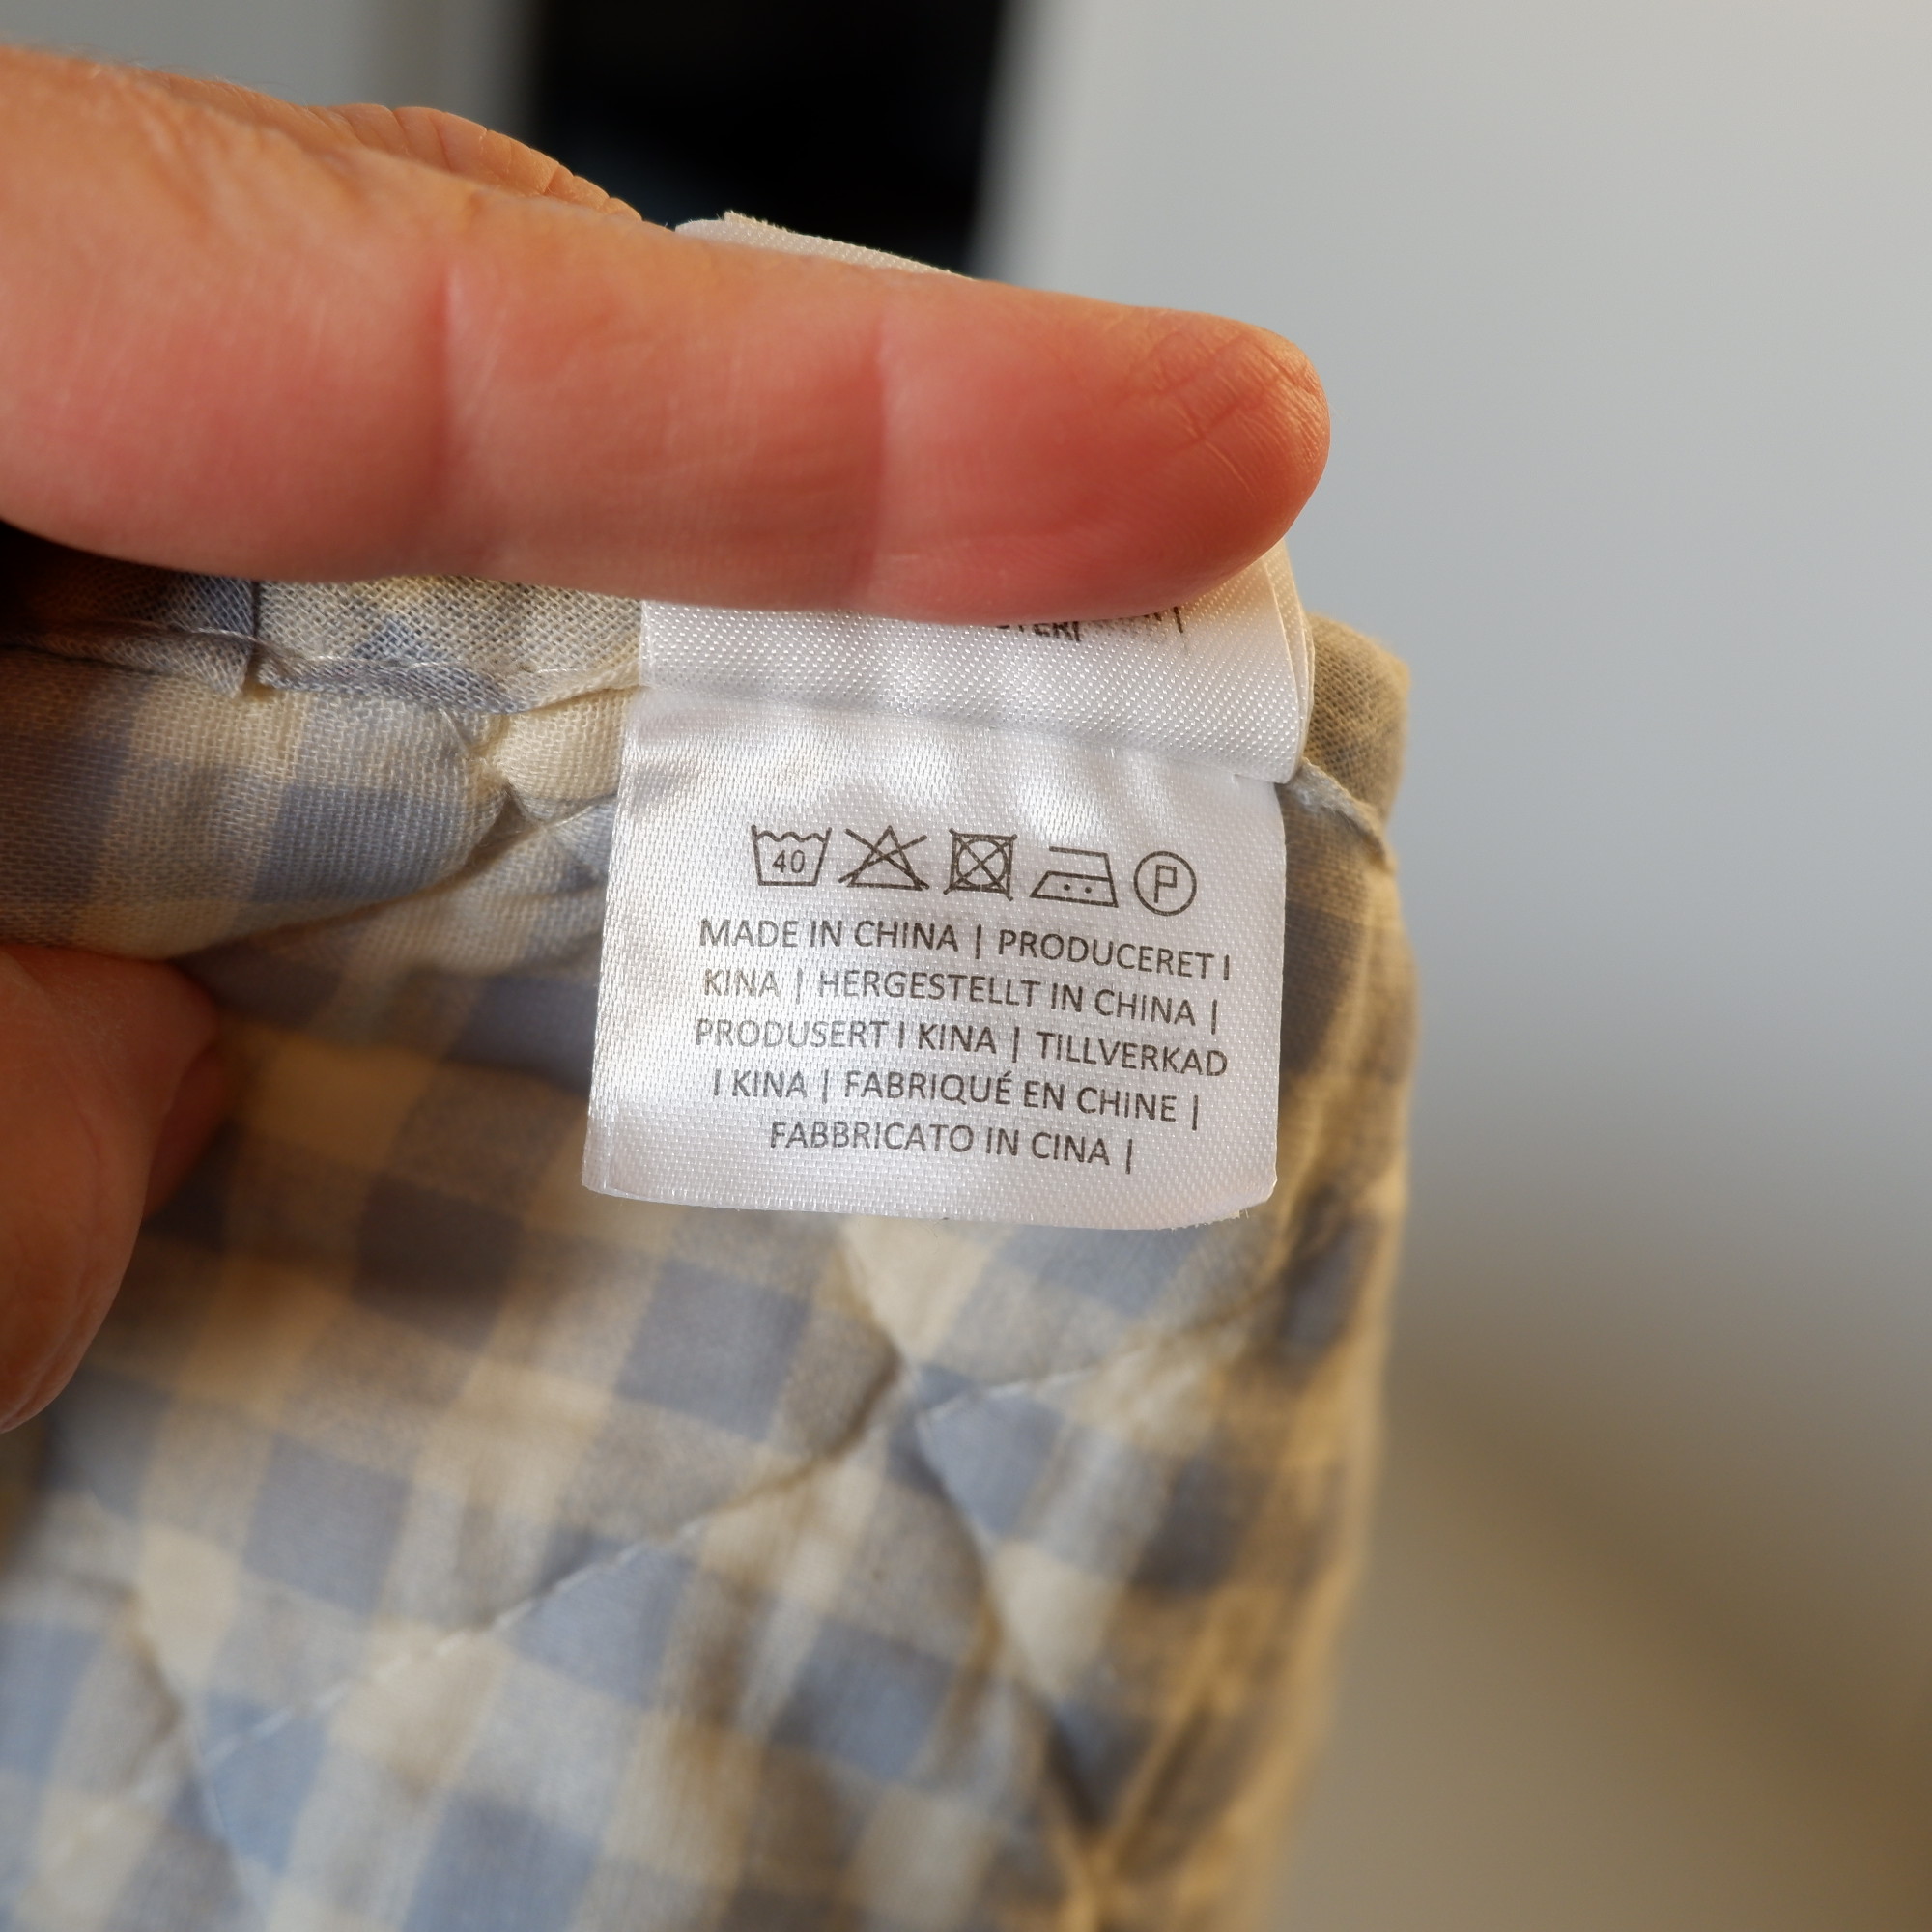 40 P
MADE IN CHINA | PRODUCERET I
KINA | HERGESTELLT IN CHINA |
PRODUSERT I KINA | TILLVERKAD
I KINA | FABRIQUÉ EN CHINE |
FABBRICATO IN CINA |